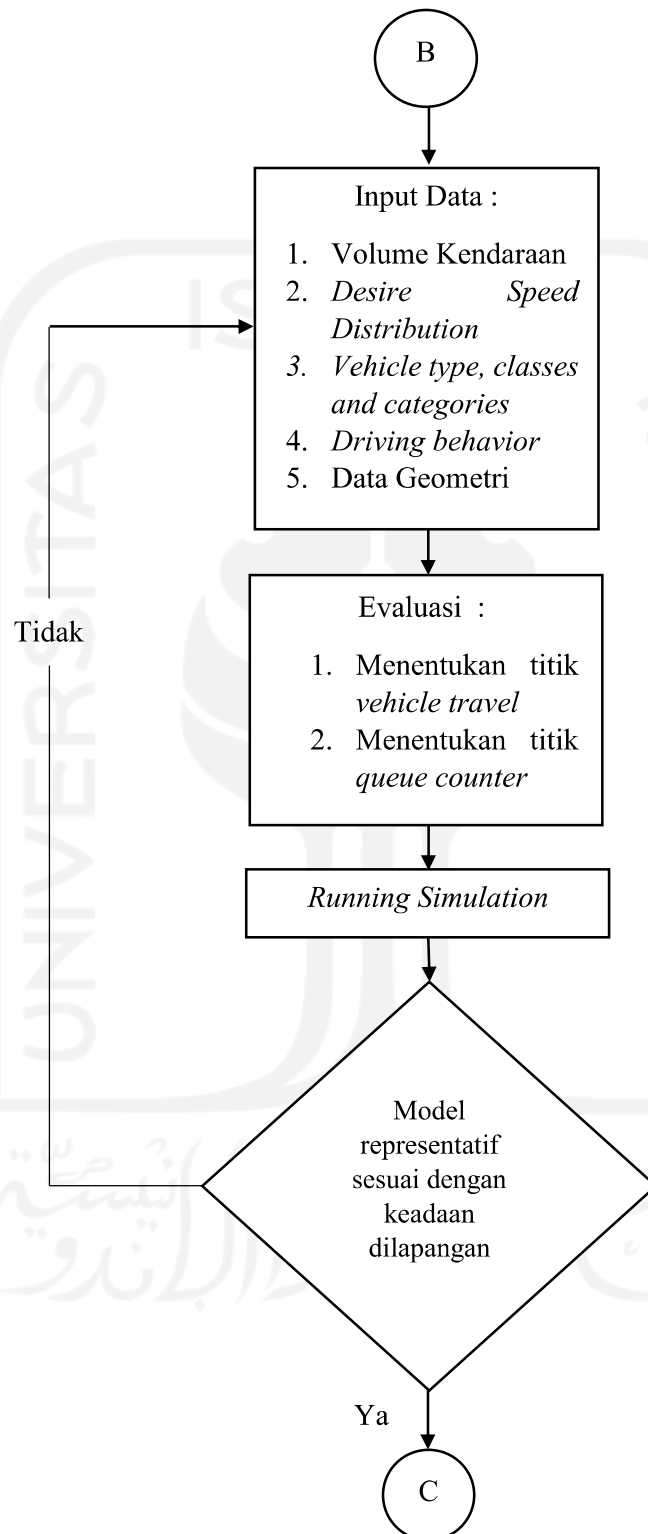 B
Input Data :
1. Volume Kendaraan
2. Desire Speed
Distribution
3. Vehicle type, classes
and categories
4. Driving behavior
5. Data Geometri
Tidak
Evaluasi :
1. Menentukan titik
vehicle travel
2. Menentukan titik
queue counter
Running Simulation
Model
representatif
sesuai dengan
keadaan
dilapangan
Ya
C
UNIVERSITAS
IS